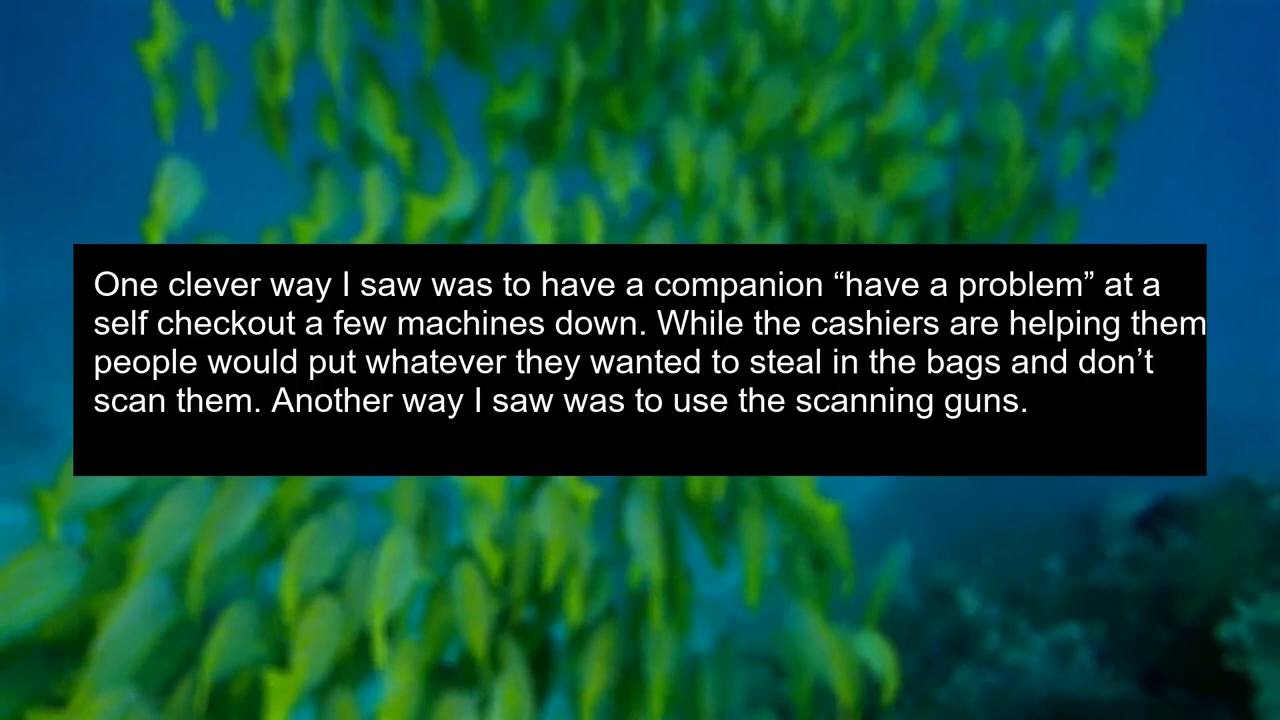 One clever way I saw was to have a companion “have a problem” at a
self checkout a few machines down. While the cashiers are helping them
people would put whatever they wanted to steal in the bags and don’t
scan them. Another way I saw was to use the scanning guns.